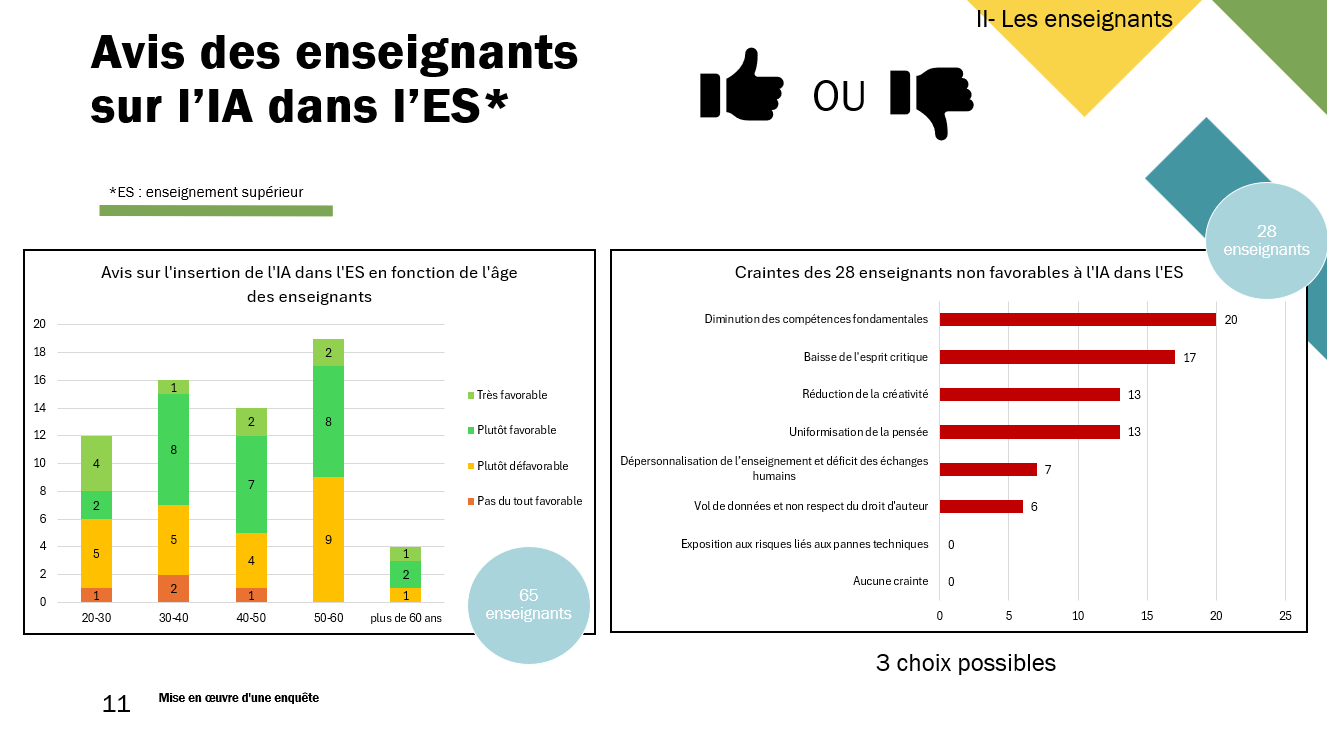 II- Les enseignants
Avis des enseignants
sur l'IA dans l'ES*
OU
*ES : enseignement supérieur
28
enseignants
Avis sur l'insertion de l'IA dans l'ES en fonction de l'âge
des enseignants
20
18
16
14
12
10
8
6
4
2
0
4
2
5
1
1
8
5
2
2
7
4
1
2
8
9
1
2
1
20-30
30-40
40-50
50-60
plus de 60 ans
Très favorable
Plutôt favorable
Plutôt défavorable
Pas du tout favorable
65
enseignants
Craintes des 28 enseignants non favorables à l'IA dans l'ES
Diminution des compétences fondamentales 20
Baisse de l'esprit critique 17
Réduction de la créativité 13
Uniformisation de la pensée 13
Dépersonnalisation de l'enseignement et déficit des échanges
humains 7
Vol de données et non respect du droit d'auteur 6
Exposition aux risques liés aux pannes techniques 0
Aucune crainte 0
0 5 10 15 20 25
3 choix possibles
11 Mise en œuvre d'une enquête